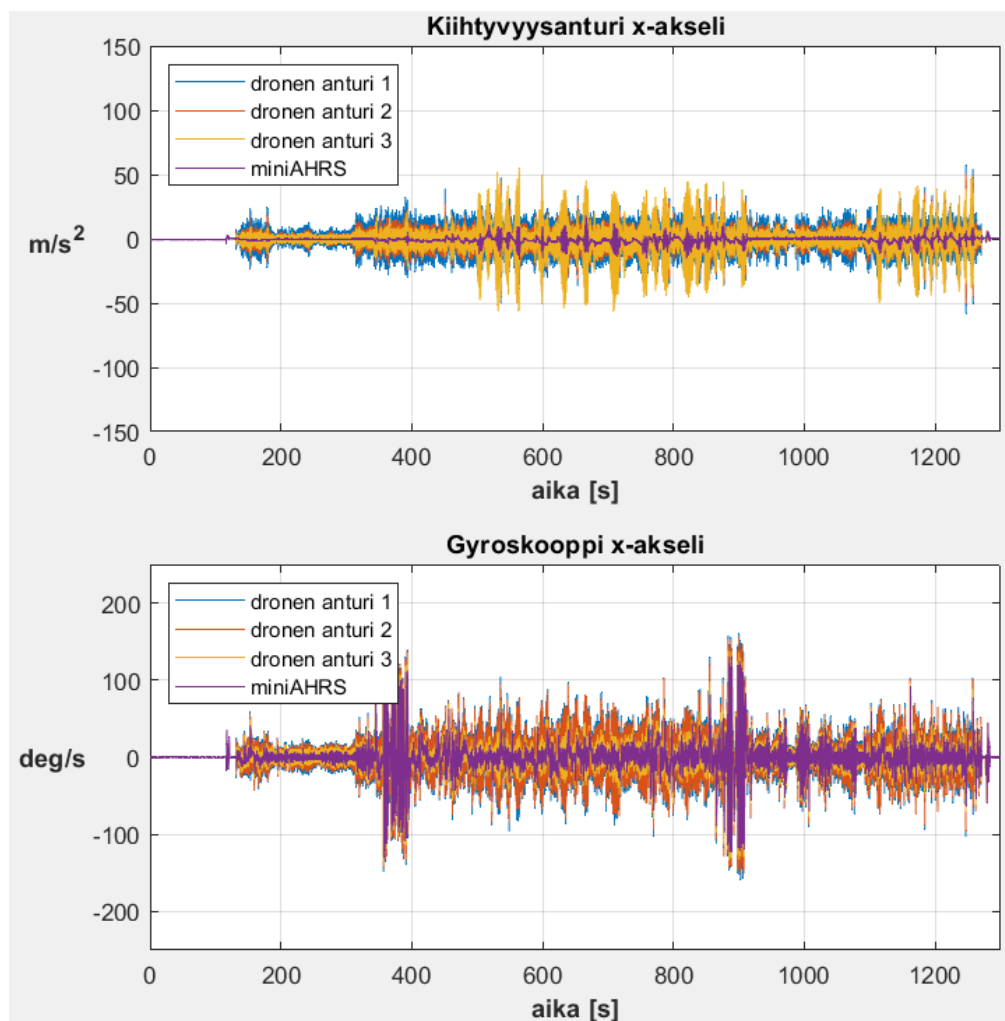 Kiihtyvyysanturi x-akseli
150
100
50
0
-50
-100
-150
m/s²
dronen anturi 1
dronen anturi 2
dronen anturi 3
miniAHRS
0 200 400 600 800 1000 1200
aika [s]
Gyroskooppi x-akseli
200
100
0
-100
-200
deg/s
dronen anturi 1
dronen anturi 2
dronen anturi 3
miniAHRS
0 200 400 600 800 1000 1200
aika [s]